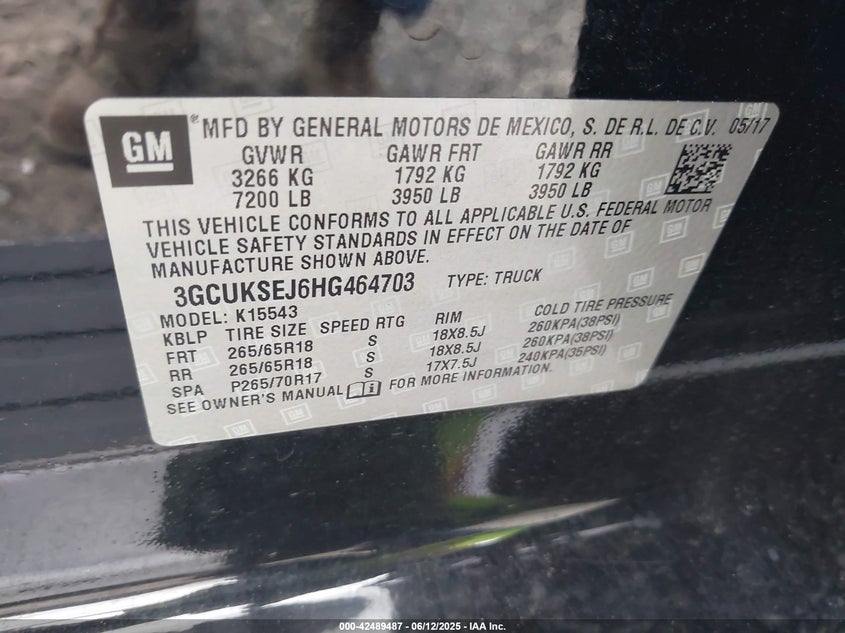 GM ® MFD BY GENERAL MOTORS DE MEXICO, S. DE R.L. DE C.V. 05/17
GVWR GAWR FRT GAWR RR
3266 KG 1792 KG 1792 KG
7200 LB 3950 LB 3950 LB
THIS VEHICLE CONFORMS TO ALL APPLICABLE U.S. FEDERAL MOTOR
VEHICLE SAFETY STANDARDS IN EFFECT ON THE DATE OF
MANUFACTURE SHOWN ABOVE.
3GCUKSEJ6HG464703 TYPE: TRUCK
MODEL: K15543
KBLP TIRE SIZE SPEED RTG RIM COLD TIRE PRESSURE
FRT 265/65R18 S 18X8.5J 260KPA(38PSI)
RR 265/65R18 S 18X8.5J 260KPA(38PSI)
SPA P265/70R17 S 17X7.5J 240KPA(35PSI)
SEE OWNER'S MANUAL FOR MORE INFORMATION.
000-42489487 - 06/12/2025 - IAA Inc.